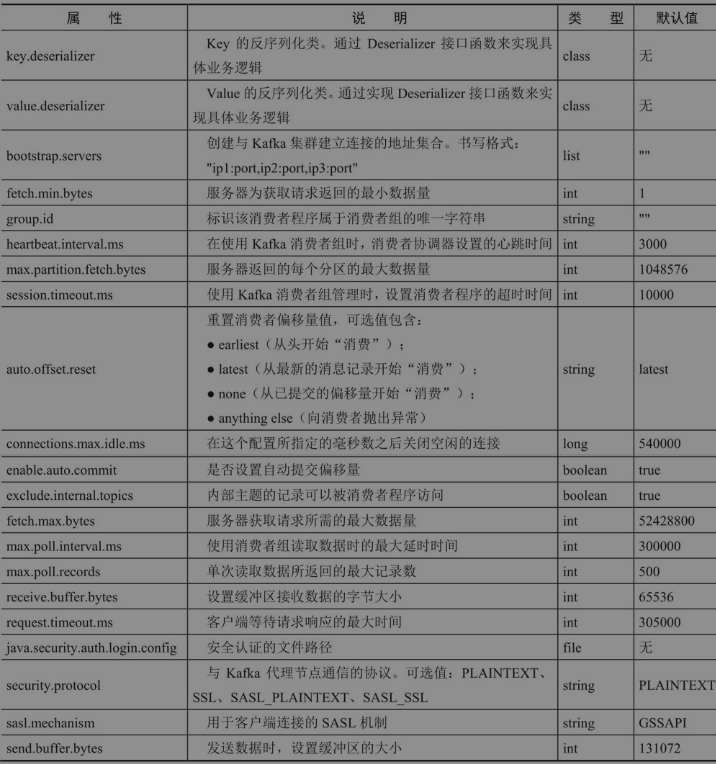 属 性 说 明 类 型 默认值
key.deserializer Key 的反序列化类。通过 Deserializer 接口函数来实现具 class 无
体业务逻辑
value.deserializer Value 的反序列化类。通过实现 Deserializer 接口函数来实 class 无
现具体业务逻辑
bootstrap.servers 创建与 Kafka 集群建立连接的地址集合。书写格式： list ""
"ip1:port,ip2:port,ip3:port"
fetch.min.bytes 服务器为获取请求返回的最小数据量 int 1
group.id 标识该消费者程序属于消费者组的唯一字符串 string ""
heartbeat.interval.ms 在使用 Kafka 消费者组时，消费者协调器设置的心跳时间 int 3000
max.partition.fetch.bytes 服务器返回的每个分区的最大数据量 int 1048576
session.timeout.ms 使用 Kafka 消费者组管理时，设置消费者程序的超时时间 int 10000
auto.offset.reset 重置消费者偏移量值，可选值包含： string latest
● earliest（从头开始“消费”）；
● latest（从最新的消息记录开始“消费”）；
● none（从已提交的偏移量开始“消费”）；
● anything else（向消费者抛出异常）
connections.max.idle.ms 在这个配置所指定的毫秒数之后关闭空闲的连接 long 540000
enable.auto.commit 是否设置自动提交偏移量 boolean true
exclude.internal.topics 内部主题的记录可以被消费者程序访问 boolean true
fetch.max.bytes 服务器获取请求所需的最大数据量 int 52428800
max.poll.interval.ms 使用消费者组读取数据时的最大延时时间 int 300000
max.poll.records 单次读取数据所返回的最大记录数 int 500
receive.buffer.bytes 设置缓冲区接收数据的字节大小 int 65536
request.timeout.ms 客户端等待请求响应的最大时间 int 305000
java.security.auth.login.config 安全认证的文件路径 file 无
security.protocol 与 Kafka 代理节点通信的协议。可选值：PLAINTEXT、 string PLAINTEXT
SSL、SASL_PLAINTEXT、SASL_SSL
sasl.mechanism 用于客户端连接的 SASL 机制 string GSSAPI
send.buffer.bytes 发送数据时，设置缓冲区的大小 int 131072